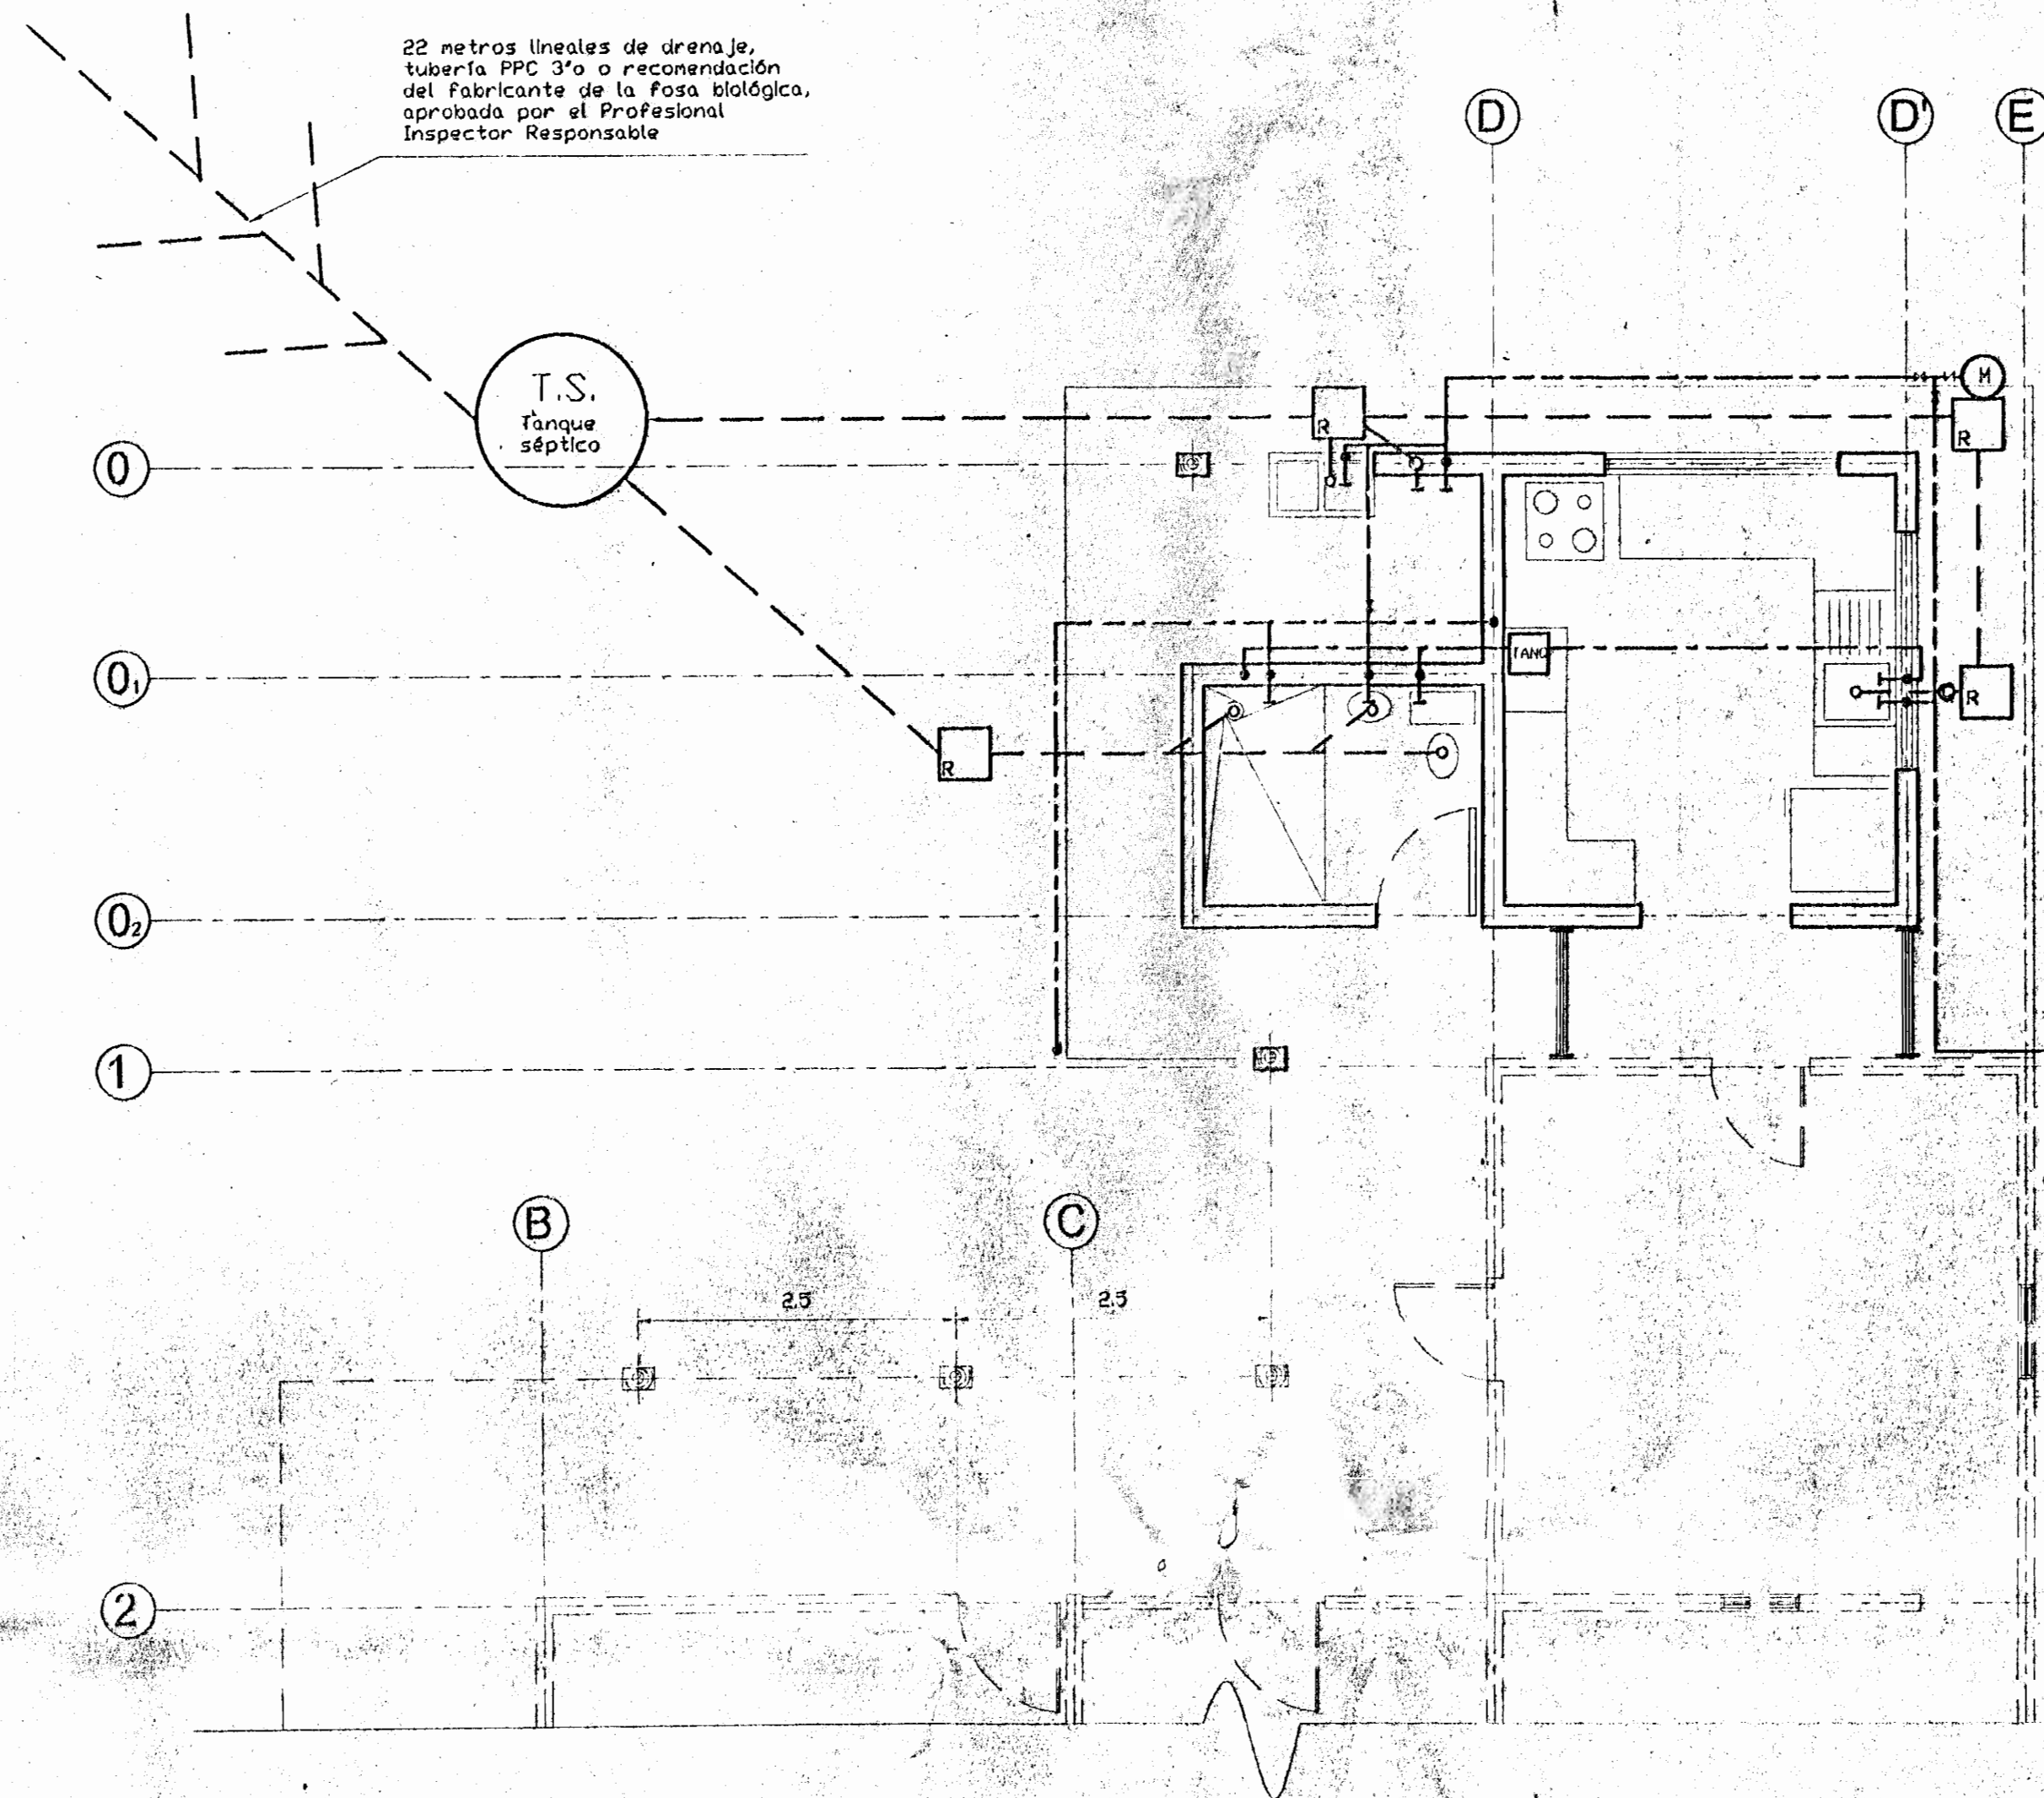 22 metros lineales de drenaje,
tubería PPC 3"o o recomendación
del fabricante de la fosa biológica,
aprobada por el Profesional
Inspector Responsable
D
D'
E
T.S.
Tanque
séptico
M
R
R
0
TANQ
0₁
R
R
0₂
1
B
C
2.5
2.5
2